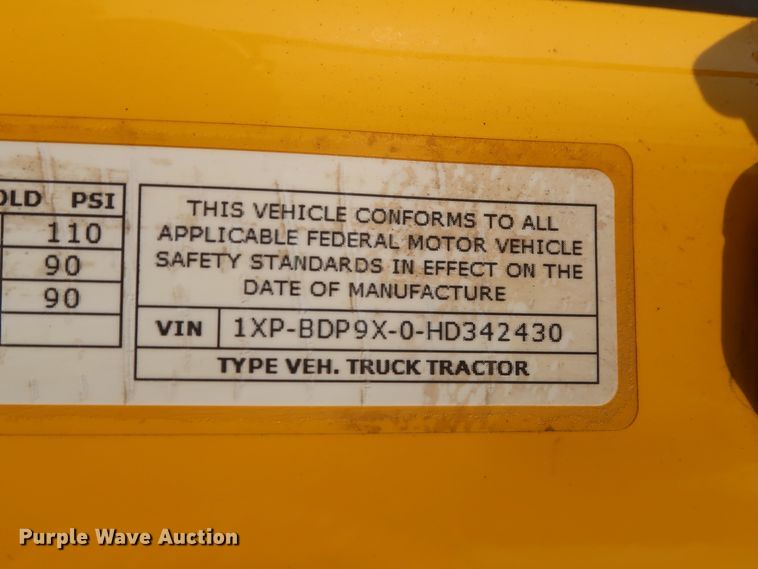 OLD PSI
110
90
90
THIS VEHICLE CONFORMS TO ALL
APPLICABLE FEDERAL MOTOR VEHICLE
SAFETY STANDARDS IN EFFECT ON THE
DATE OF MANUFACTURE
VIN 1XP-BDP9X-0-HD342430
TYPE VEH. TRUCK TRACTOR
Purple Wave Auction